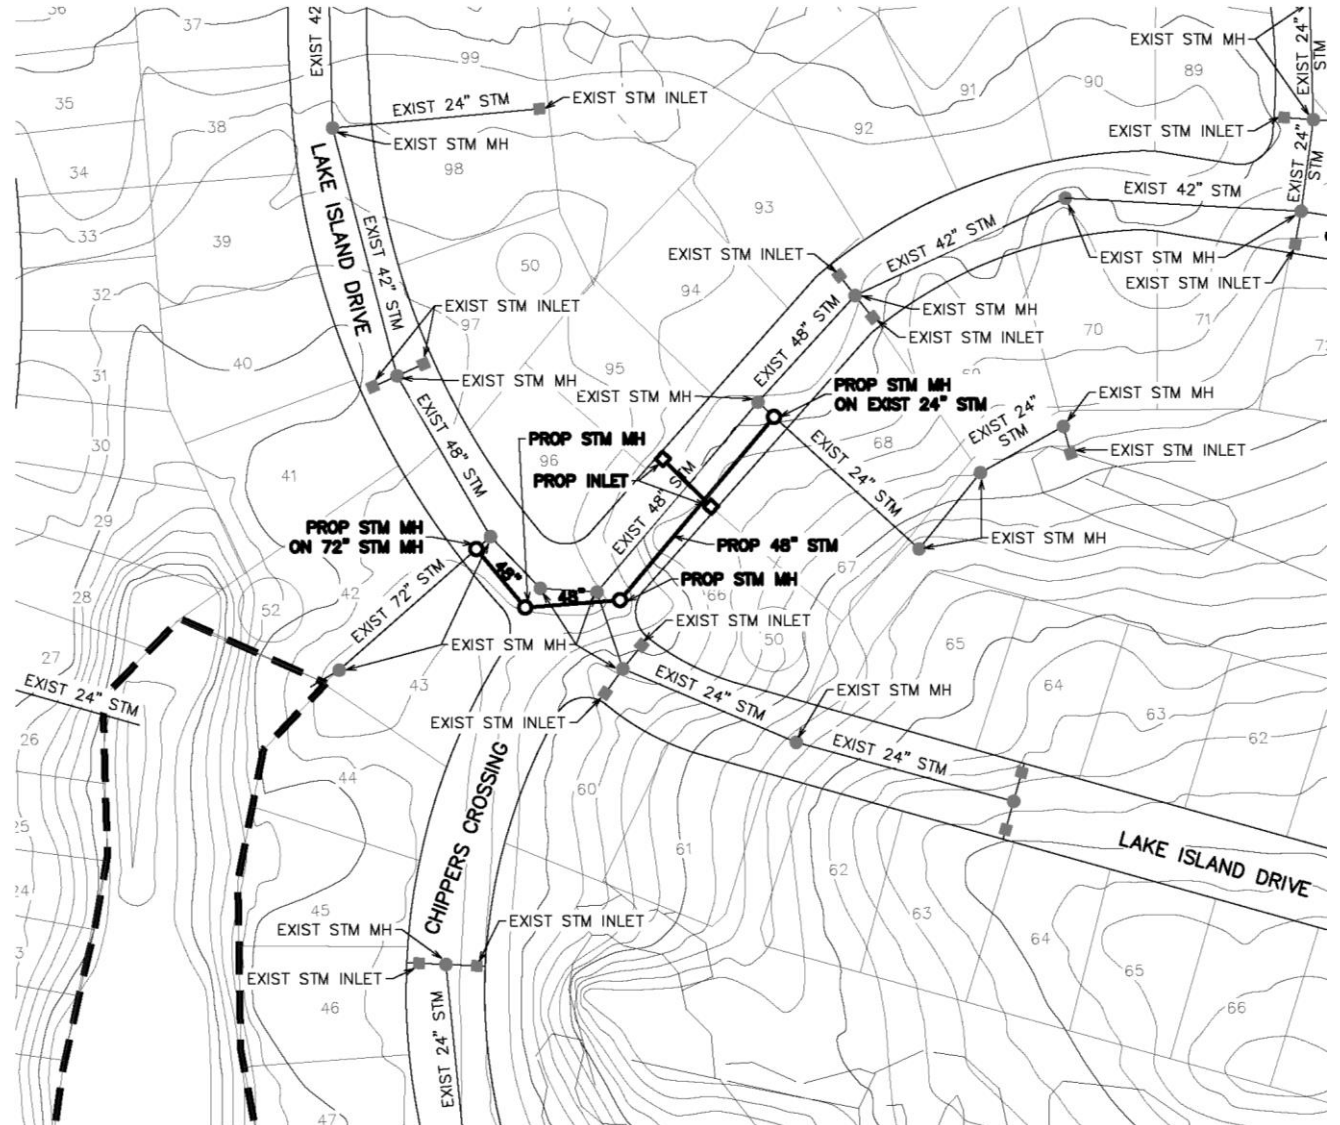 36
37
EXIST 42
99
EXIST STM MH
EXIST 24"
STM
89
90
91
35
EXIST 24" STM
EXIST STM INLET
38
EXIST STM MH
92
EXIST STM INLET
EXIST 24"
STM
34
98
LAKE ISLAND DRIVE
EXIST 42" STM
33
39
93
EXIST 42" STM
EXIST 42" STM
EXIST STM INLET
EXIST STM MH
EXIST STM INLET
50
32
94
EXIST STM INLET
97
EXIST STM MH
EXIST STM INLET
70
71
72
40
31
95
EXIST 48" STM
69
EXIST STM MH
EXIST STM MH
PROP STM MH
ON EXIST 24" STM
EXIST STM MH
EXIST 24"
STM
EXIST STM INLET
30
EXIST 48" STM
PROP STM MH
96
68
41
PROP INLET
EXIST 48" STM
EXIST 24" STM
29
PROP STM MH
ON 72" STM MH
PROP 48" STM
EXIST STM MH
67
48"
48"
PROP STM MH
28
52
42
EXIST 72" STM
66
EXIST STM INLET
50
65
EXIST STM MH
27
43
EXIST 24" STM
EXIST 24" STM
EXIST STM MH
64
63
62
EXIST STM INLET
26
CHIPPERS CROSSING
EXIST 24" STM
44
60
25
61
LAKE ISLAND DRIVE
62
24
45
63
EXIST STM INLET
EXIST STM MH
64
EXIST STM INLET
65
46
EXIST 24" STM
66
47